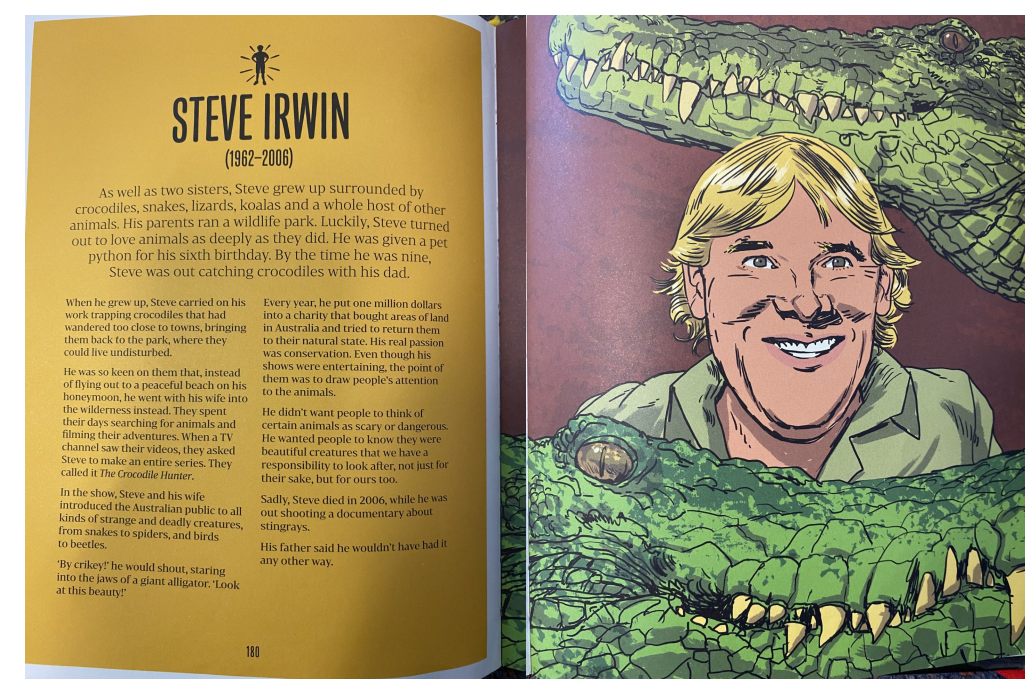 STEVE IRWIN
(1962–2006)
As well as two sisters, Steve grew up surrounded by
crocodiles, snakes, lizards, koalas and a whole host of other
animals. His parents ran a wildlife park. Luckily, Steve turned
out to love animals as deeply as they did. He was given a pet
python for his sixth birthday. By the time he was nine,
Steve was out catching crocodiles with his dad.
When he grew up, Steve carried on his
work trapping crocodiles that had
wandered too close to towns, bringing
them back to the park, where they
could live undisturbed.
He was so keen on them that, instead
of flying out to a peaceful beach on his
honeymoon, he went with his wife into
the wilderness instead. They spent
their days searching for animals and
filming their adventures. When a TV
channel saw their videos, they asked
Steve to make an entire series. They
called it The Crocodile Hunter.
In the show, Steve and his wife
introduced the Australian public to all
kinds of strange and deadly creatures,
from snakes to spiders, and birds
to beetles.
'By crikey!' he would shout, staring
into the jaws of a giant alligator. 'Look
at this beauty!'
Every year, he put one million dollars
into a charity that bought areas of land
in Australia and tried to return them
to their natural state. His real passion
was conservation. Even though his
shows were entertaining, the point of
them was to draw people's attention
to the animals.
He didn't want people to think of
certain animals as scary or dangerous.
He wanted people to know they were
beautiful creatures that we have a
responsibility to look after, not just for
their sake, but for ours too.
Sadly, Steve died in 2006, while he was
out shooting a documentary about
stingrays.
His father said he wouldn't have had it
any other way.
180